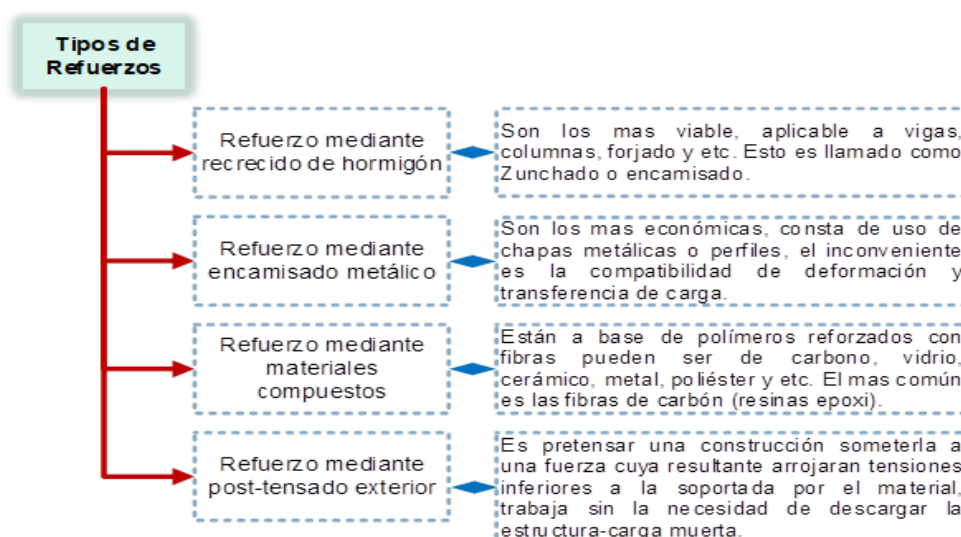 Tipos de
Refuerzos
Refuerzo mediante
recrecido de hormigón
Son los mas viable, aplicable a vigas,
columnas, forjado y etc. Esto es llamado como
Zunchado o encamisado.
Refuerzo mediante
encamisado metálico
Son los mas económicas, consta de uso de
chapas metálicas o perfiles, el inconveniente
es la compatibilidad de deformación y
transferencia de carga.
Refuerzo mediante
materiales
compuestos
Están a base de polímeros reforzados con
fibras pueden ser de carbono, vidrio,
cerámico, metal, poliéster y etc. El mas común
es las fibras de carbón (resinas epoxi).
Refuerzo mediante
post-tensado exterior
Es pretensar una construcción someterla a
una fuerza cuya resultante arrojaran tensiones
inferiores a la soportada por el material,
trabaja sin la necesidad de descargar la
estructura-carga muerta.